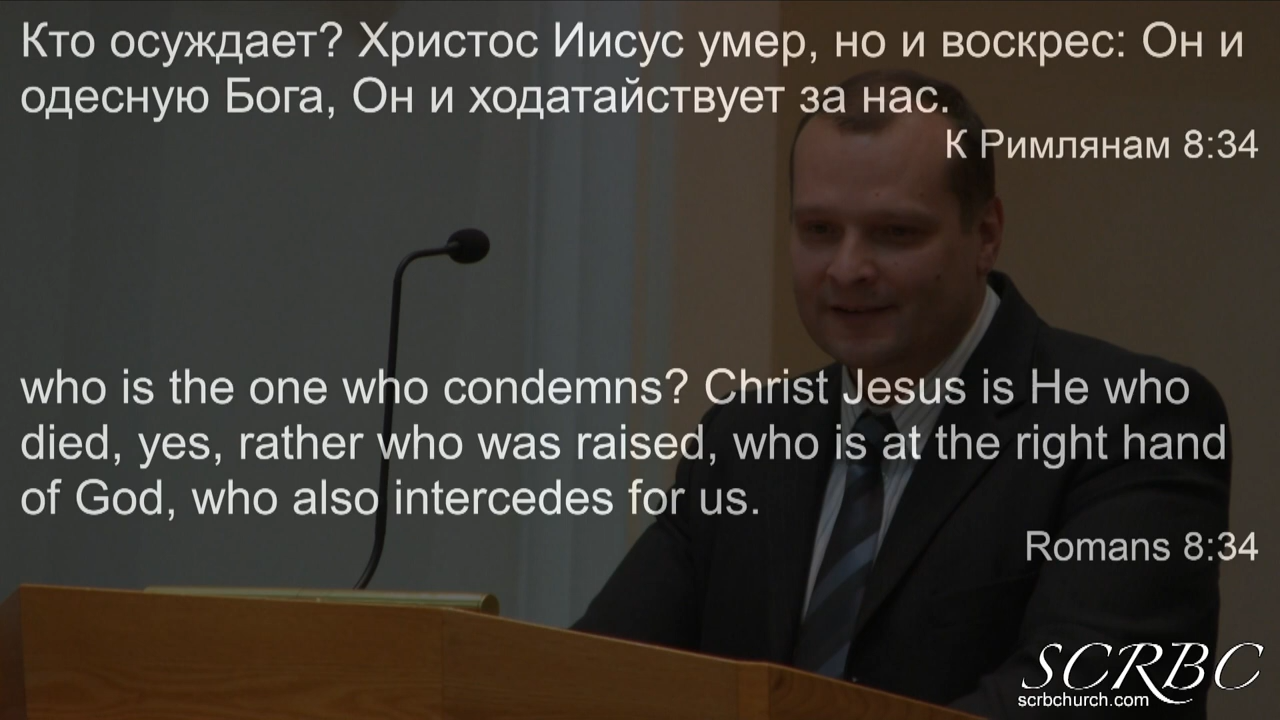 Кто осуждает? Христос Иисус умер, но и воскрес: Он и
одесную Бога, Он и ходатайствует за нас.
К Римлянам 8:34
who is the one who condemns? Christ Jesus is He who
died, yes, rather who was raised, who is at the right hand
of God, who also intercedes for us.
Romans 8:34
SCRBC
scrbchurch.com